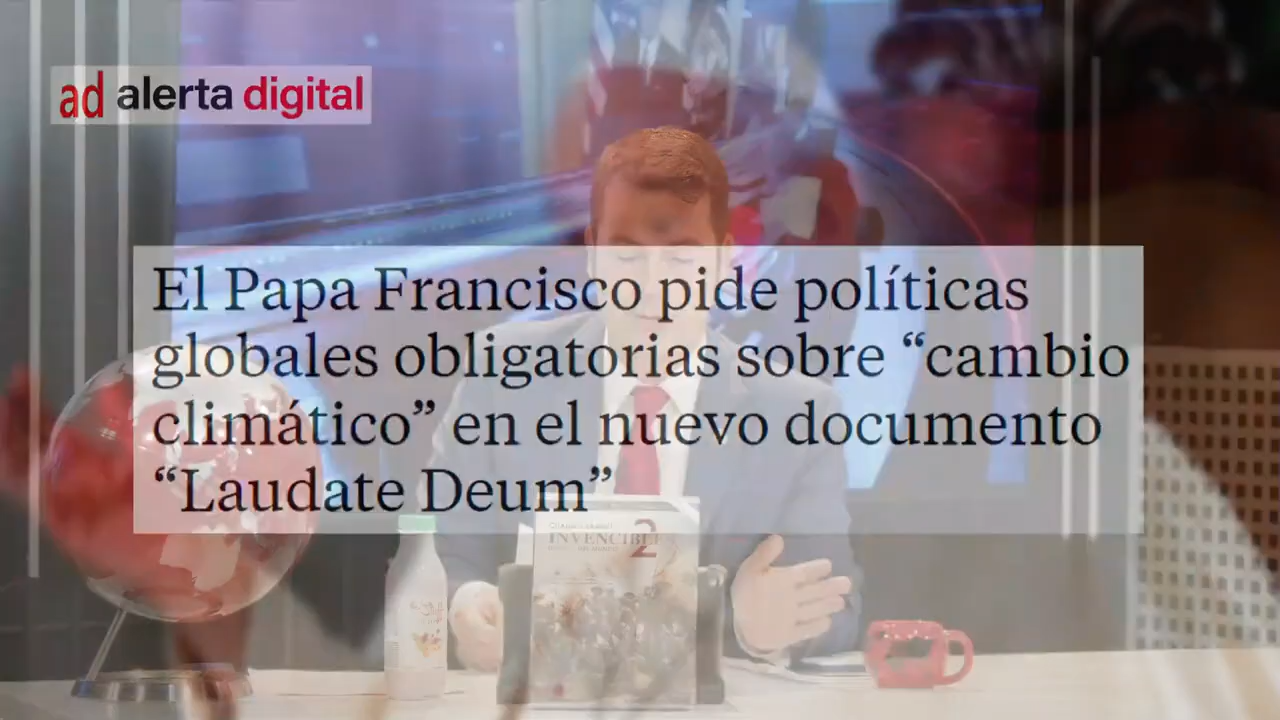 ad alerta digital
El Papa Francisco pide políticas
globales obligatorias sobre “cambio
climático” en el nuevo documento
“Laudate Deum”
INVENCIBLE
2